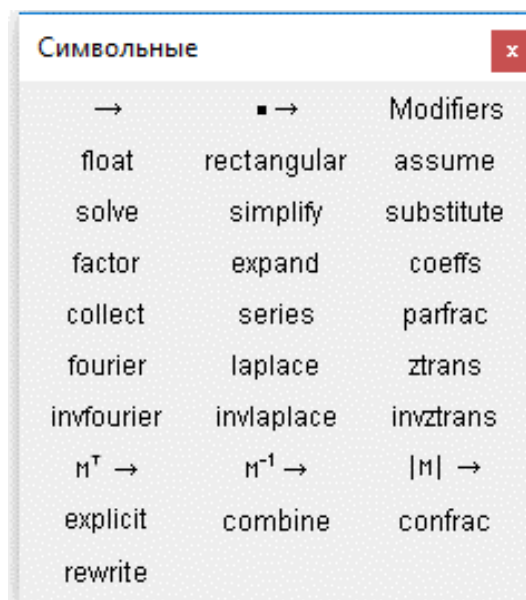 Символьные x
→ ▪ → Modifiers
float rectangular assume
solve simplify substitute
factor expand coeffs
collect series parfrac
fourier laplace ztrans
invfourier invlaplace invztrans
Mᵀ → M⁻¹ → |M| →
explicit combine confrac
rewrite